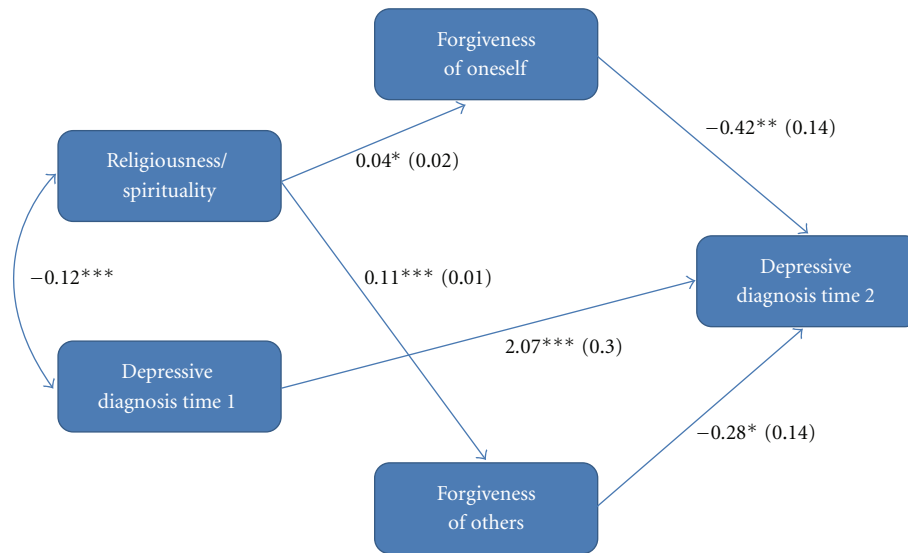 Forgiveness
of oneself
−0.42** (0.14)
Religiousness/
spirituality
0.04* (0.02)
−0.12***
0.11*** (0.01)
Depressive
diagnosis time 2
2.07*** (0.3)
Depressive
diagnosis time 1
−0.28* (0.14)
Forgiveness
of others